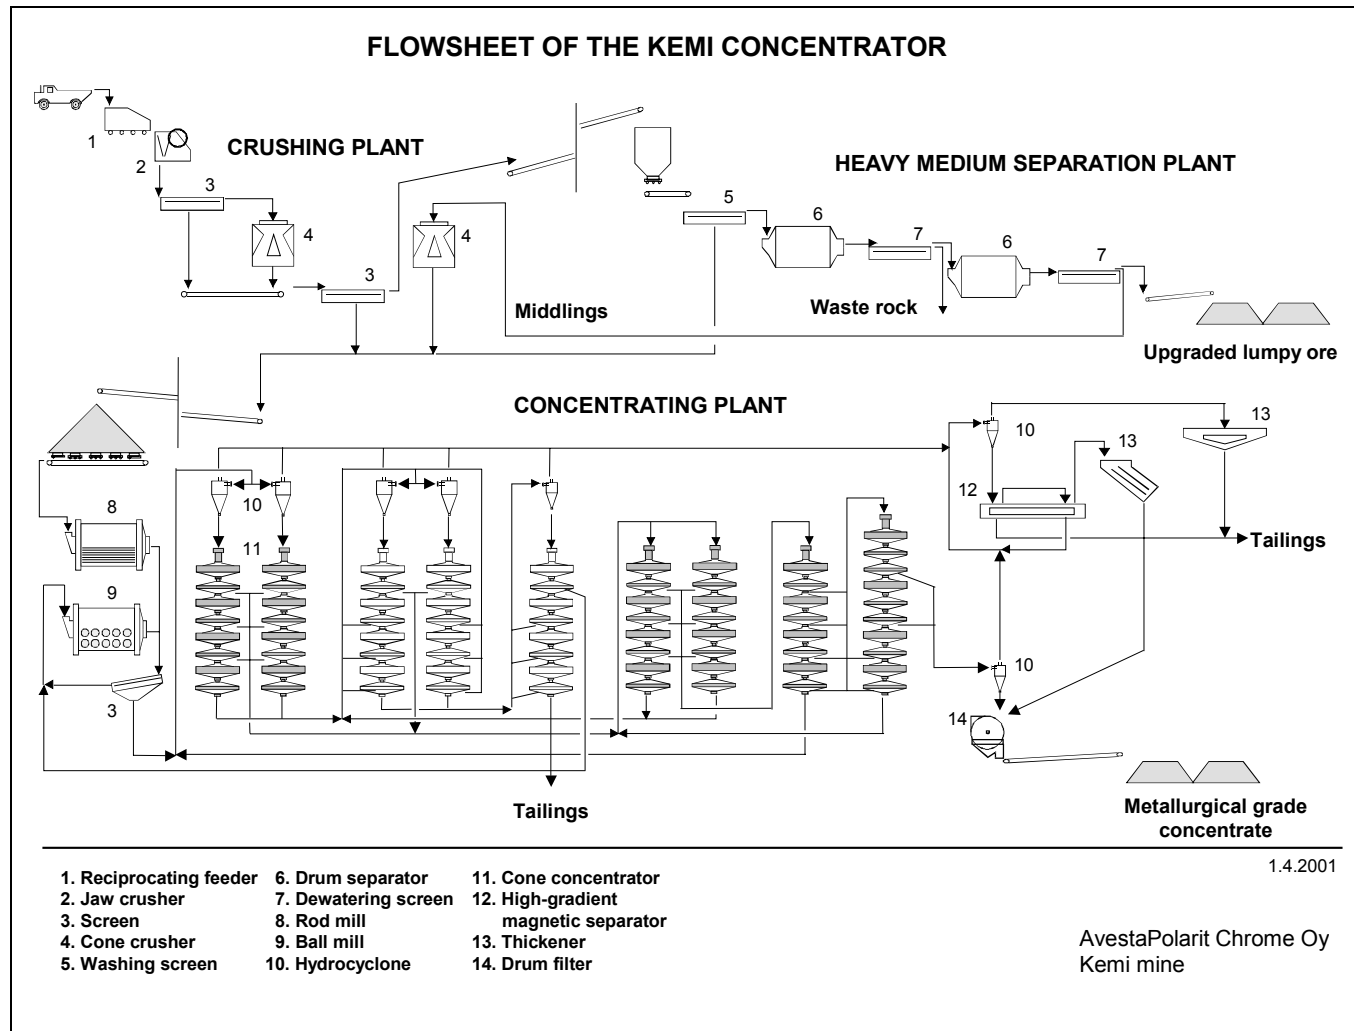 FLOWSHEET OF THE KEMI CONCENTRATOR
1
2
CRUSHING PLANT
3
4
3
4
HEAVY MEDIUM SEPARATION PLANT
5
6
7
6
7
Middlings
Waste rock
Upgraded lumpy ore
CONCENTRATING PLANT
8
9
3
10
11
10
13
13
12
Tailings
10
14
Tailings
Metallurgical grade
concentrate
1.4.2001
1. Reciprocating feeder
2. Jaw crusher
3. Screen
4. Cone crusher
5. Washing screen
6. Drum separator
7. Dewatering screen
8. Rod mill
9. Ball mill
10. Hydrocyclone
11. Cone concentrator
12. High-gradient
magnetic separator
13. Thickener
14. Drum filter
AvestaPolarit Chrome Oy
Kemi mine